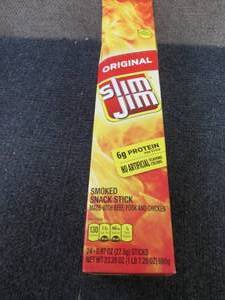 ORIGINAL
Slim
Jim
6g PROTEIN
NO ARTIFICIAL
SMOKED
SNACK STICK
MADE WITH BEEF, PORK AND CHICKEN
130
24 - 0.97 OZ (27.5g) STICKS
NET WT 23.28 OZ (1 LB 7.28 OZ) 660g